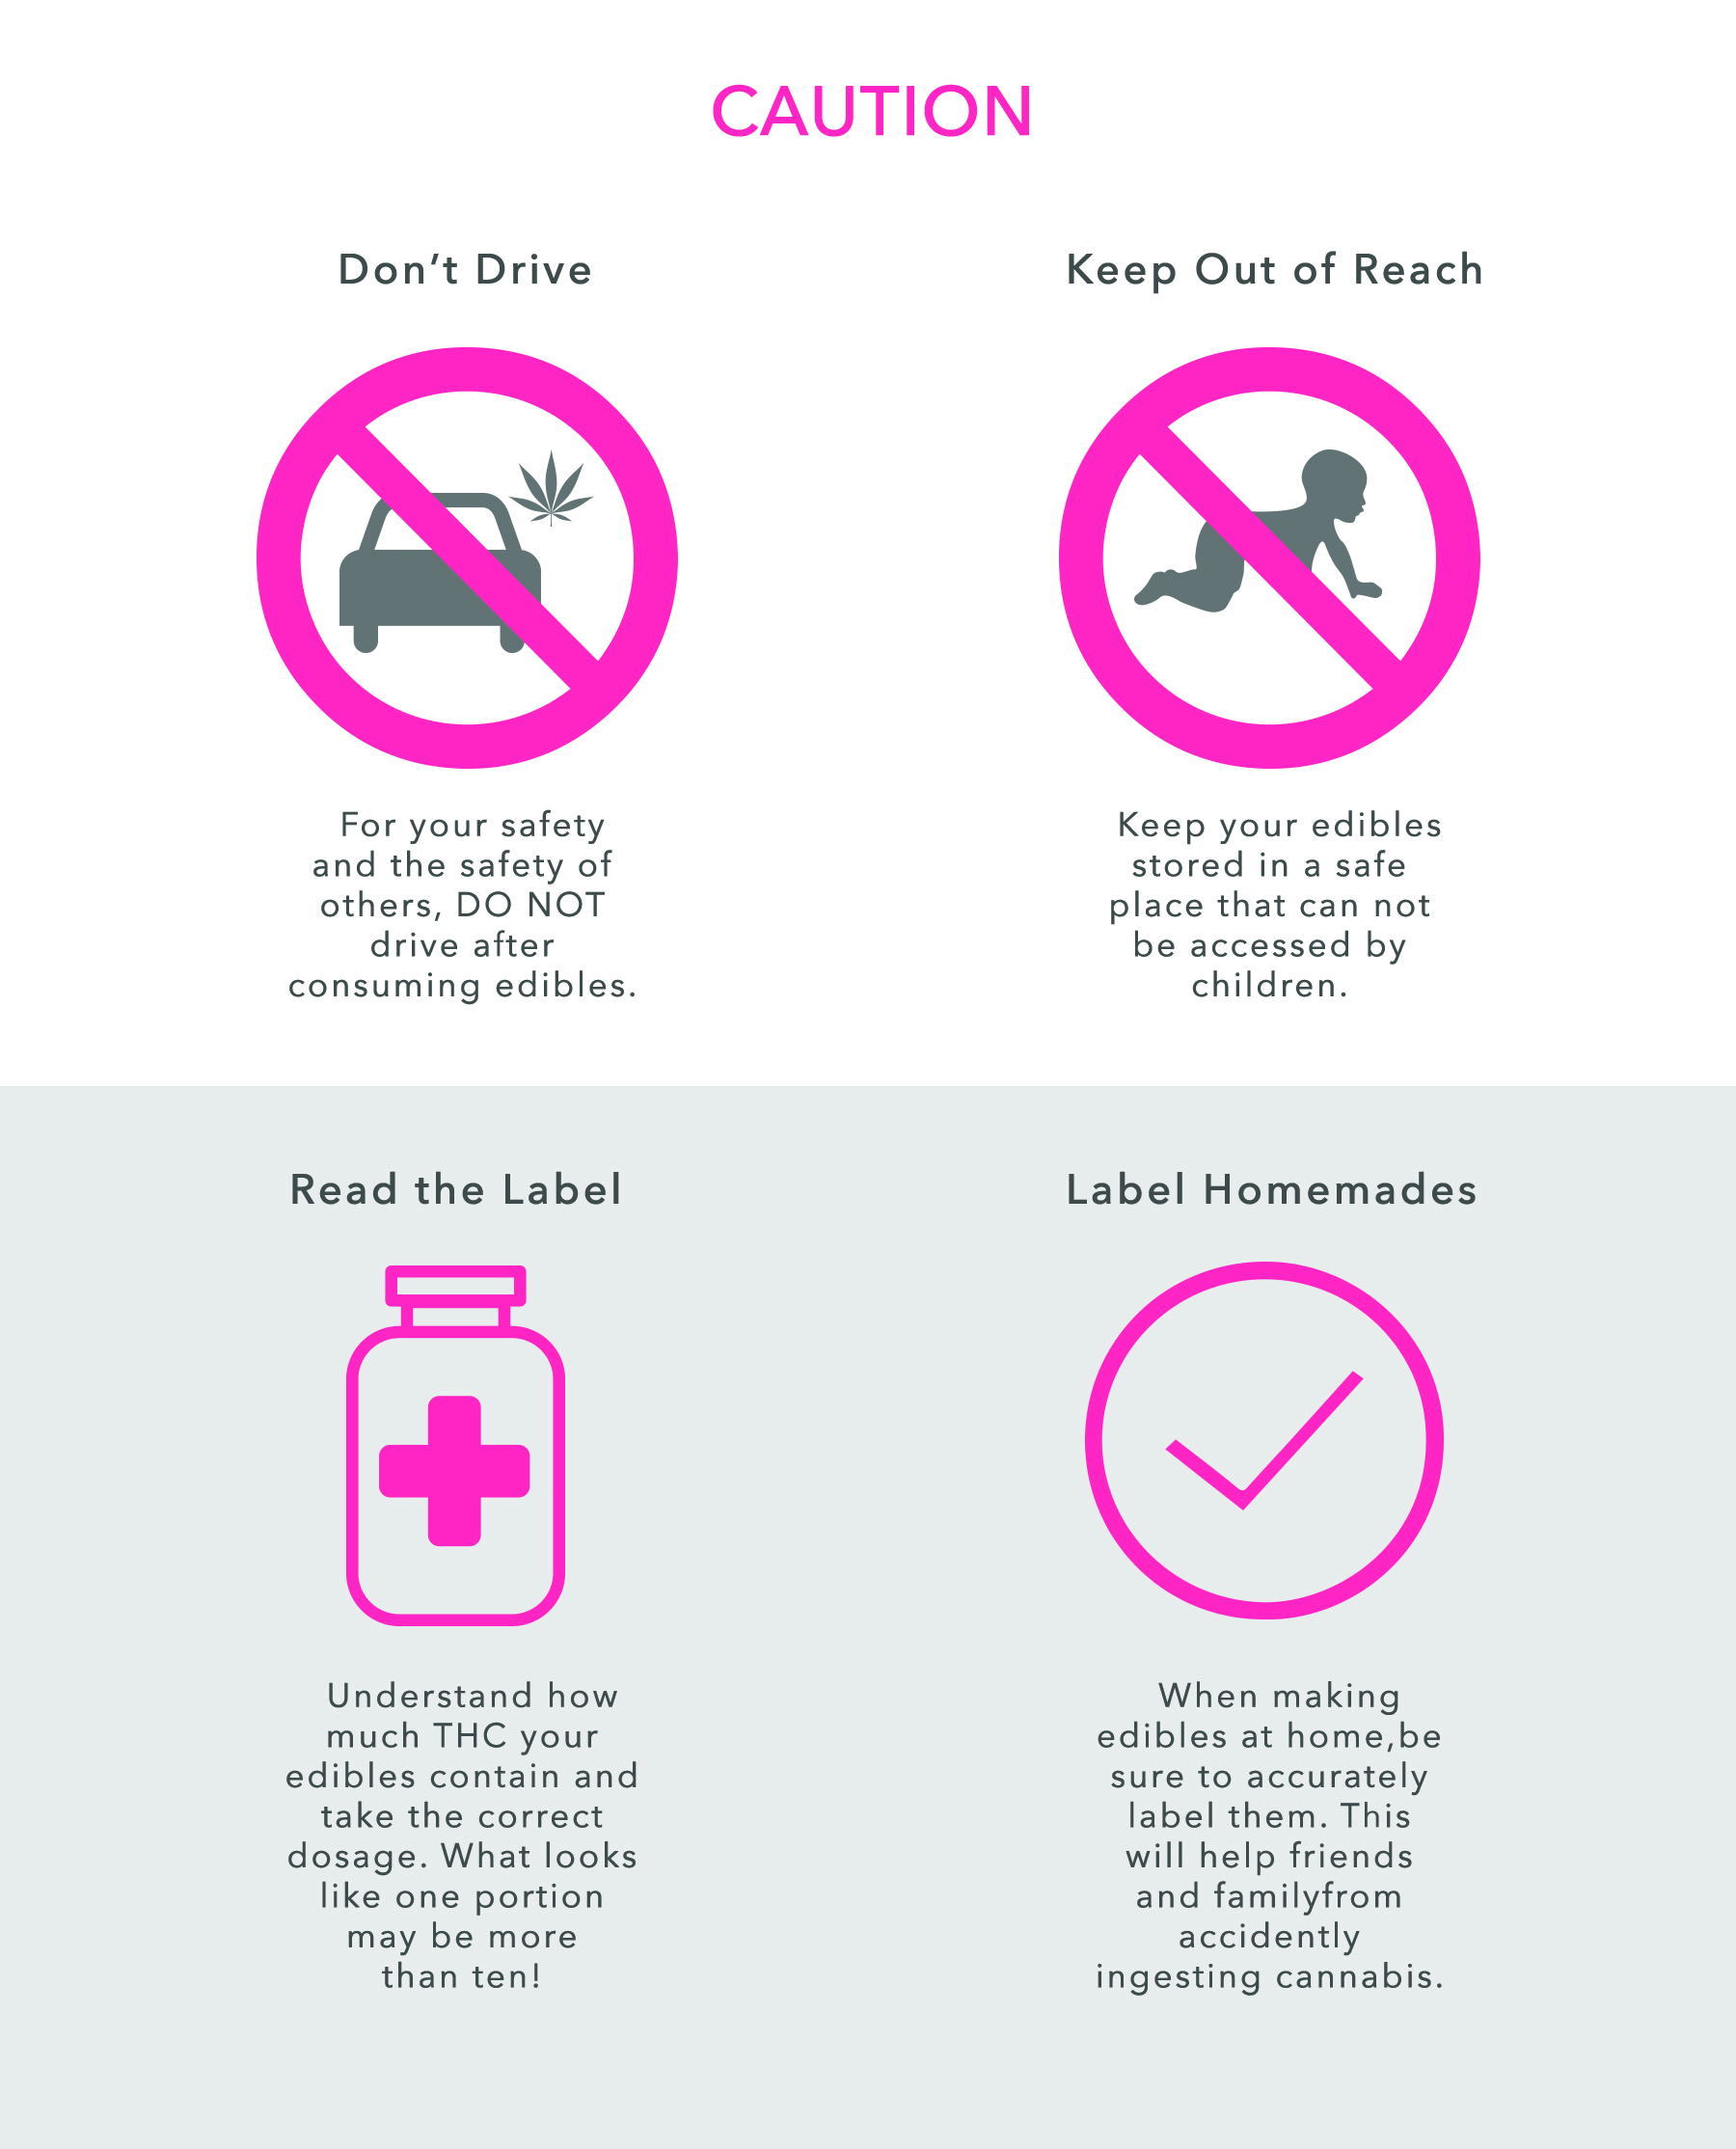 CAUTION
Don’t Drive
For your safety
and the safety of
others, DO NOT
drive after
consuming edibles.
Keep Out of Reach
Keep your edibles
stored in a safe
place that can not
be accessed by
children.
Read the Label
Understand how
much THC your
edibles contain and
take the correct
dosage. What looks
like one portion
may be more
than ten!
Label Homemades
When making
edibles at home,be
sure to accurately
label them. This
will help friends
and familyfrom
accidently
ingesting cannabis.